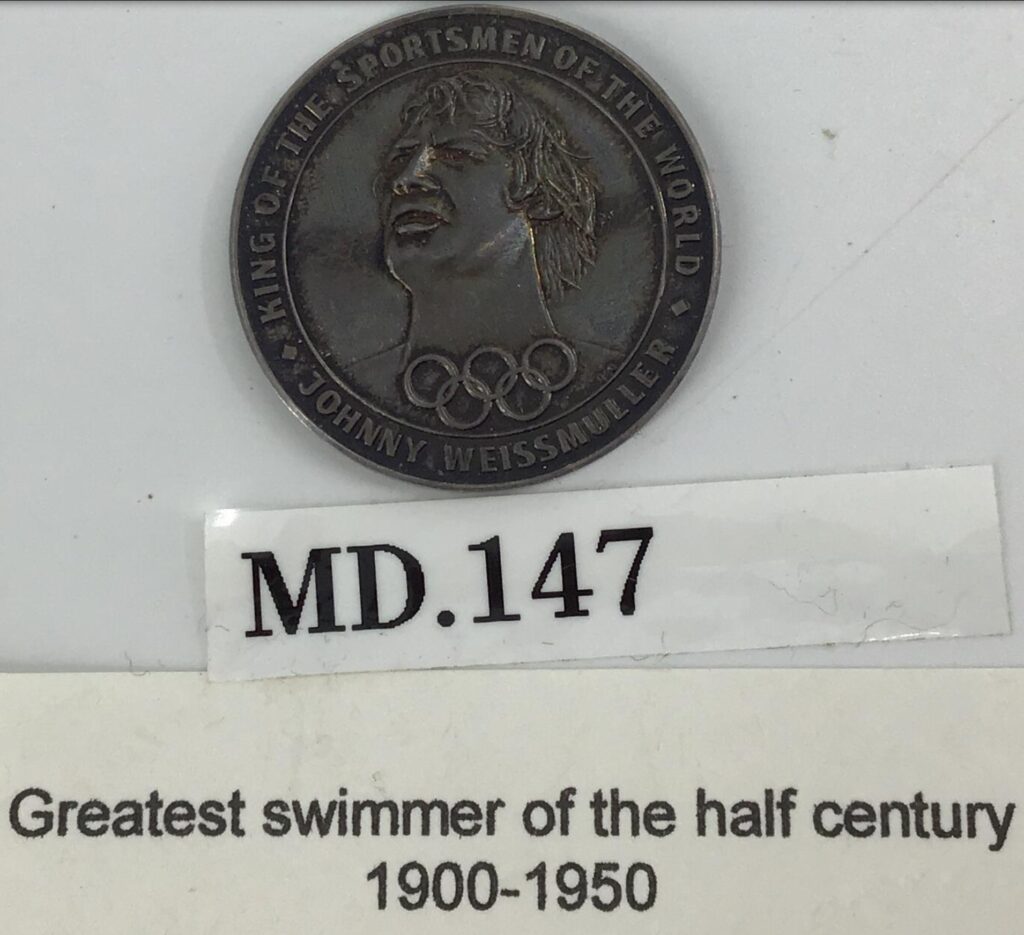 KING OF THE SPORTSMEN OF THE WORLD
JOHNNY WEISSMULLER
MD.147
Greatest swimmer of the half century
1900-1950